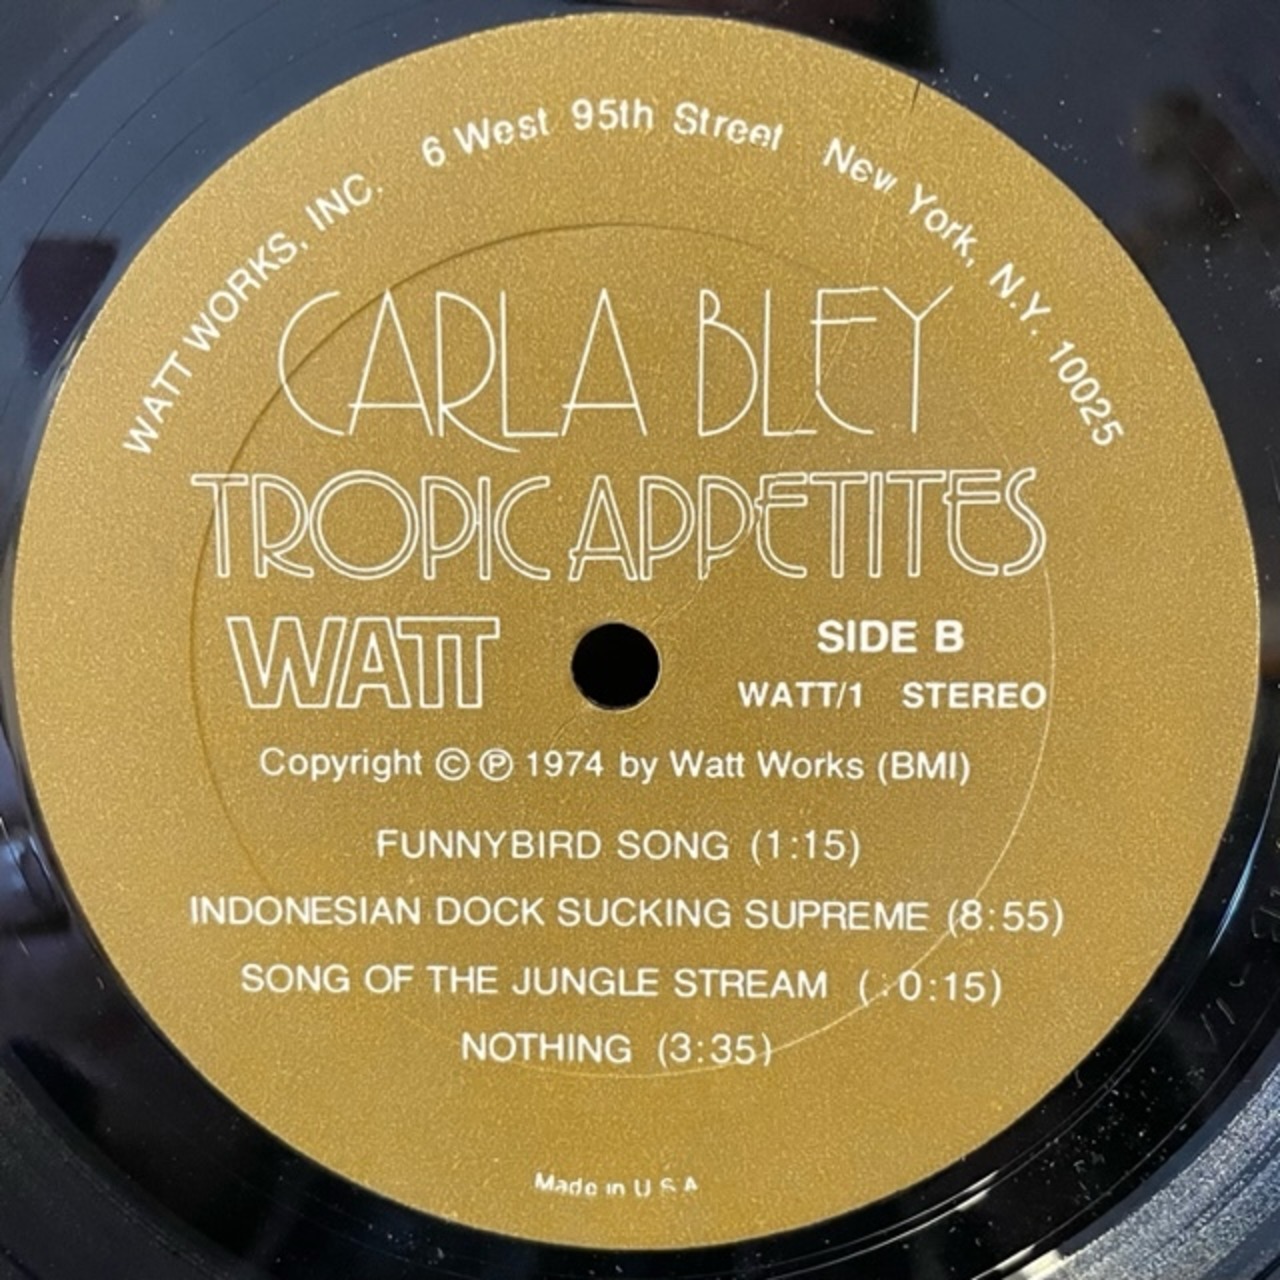 WATT WORKS, INC. 6 West 95th Street New York, N.Y. 10025
CARLA BLEY
TROPIC APPETITES
WATT
SIDE B
WATT/1 STEREO
Copyright © ℗ 1974 by Watt Works (BMI)
FUNNYBIRD SONG (1:15)
INDONESIAN DOCK SUCKING SUPREME (8:55)
SONG OF THE JUNGLE STREAM ( :0:15)
NOTHING (3:35)
Made in U S A